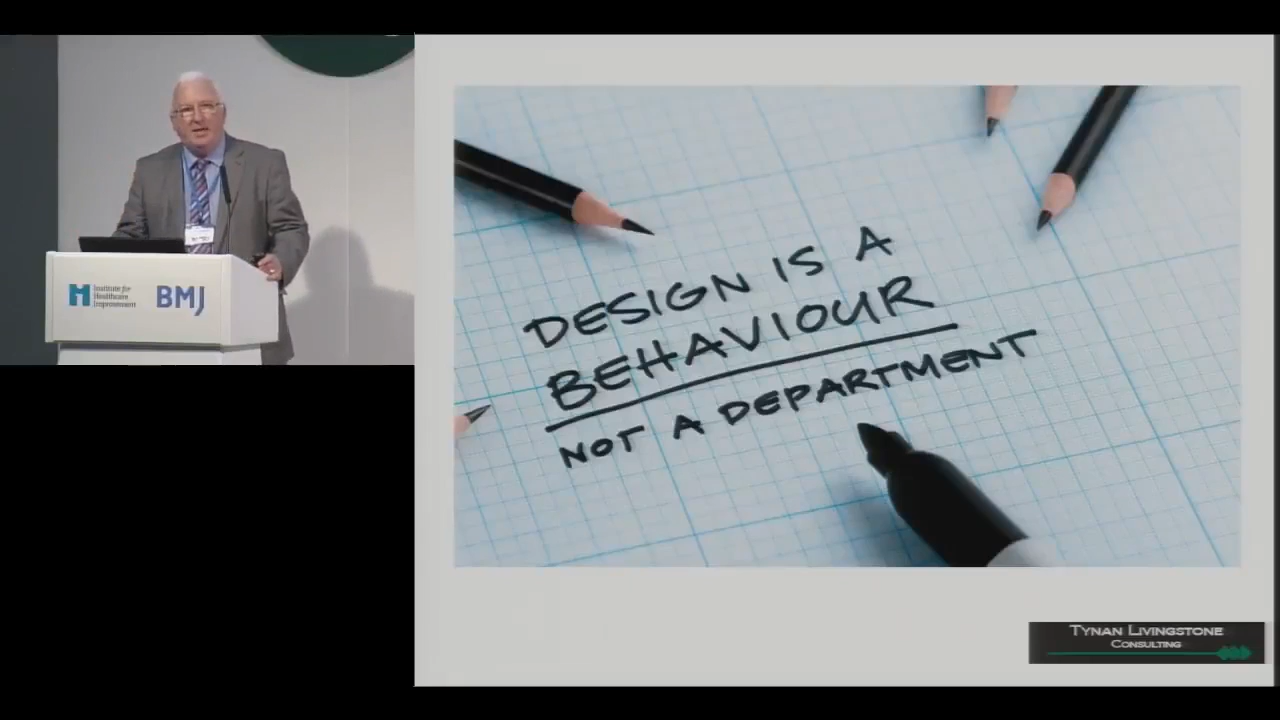 Institute for
Healthcare
Improvement
BMJ
DESIGN IS A
BEHAVIOUR
NOT A DEPARTMENT
TYNAN LIVINGSTONE
CONSULTING